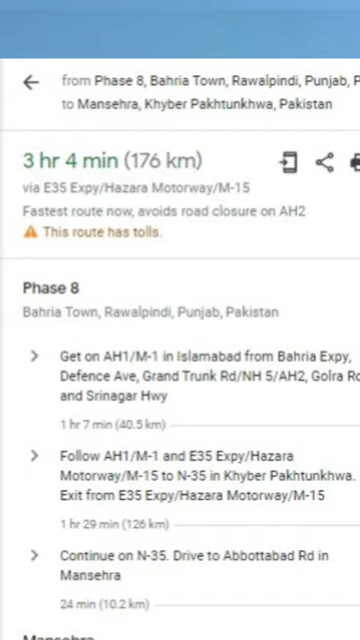 from Phase 8, Bahria Town, Rawalpindi, Punjab, P
to Mansehra, Khyber Pakhtunkhwa, Pakistan
3 hr 4 min (176 km)
via E35 Expy/Hazara Motorway/M-15
Fastest route now, avoids road closure on AH2
This route has tolls.
Phase 8
Bahria Town, Rawalpindi, Punjab, Pakistan
Get on AH1/M-1 in Islamabad from Bahria Expy,
Defence Ave, Grand Trunk Rd/NH 5/AH2, Golra Rd
and Srinagar Hwy
1 hr 7 min (40.5 km)
Follow AH1/M-1 and E35 Expy/Hazara
Motorway/M-15 to N-35 in Khyber Pakhtunkhwa.
Exit from E35 Expy/Hazara Motorway/M-15
1 hr 29 min (126 km)
Continue on N-35. Drive to Abbottabad Rd in
Mansehra
24 min (10.2 km)
Mansehra